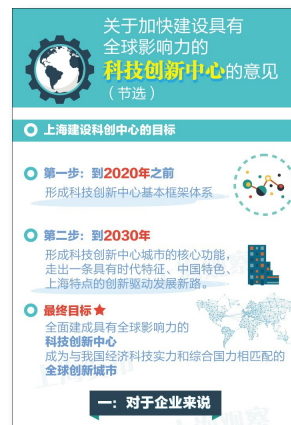 关于加快建设具有
全球影响力的
科技创新中心的意见
（节选）
上海建设科创中心的目标
第一步：到2020年之前
形成科技创新中心基本框架体系
第二步：到2030年
形成科技创新中心城市的核心功能，
走出一条具有时代特征、中国特色、
上海特点的创新驱动发展新路。
最终目标
全面建成具有全球影响力的
科技创新中心
成为与我国经济科技实力和综合国力相匹配的
全球创新城市
一：对于企业来说